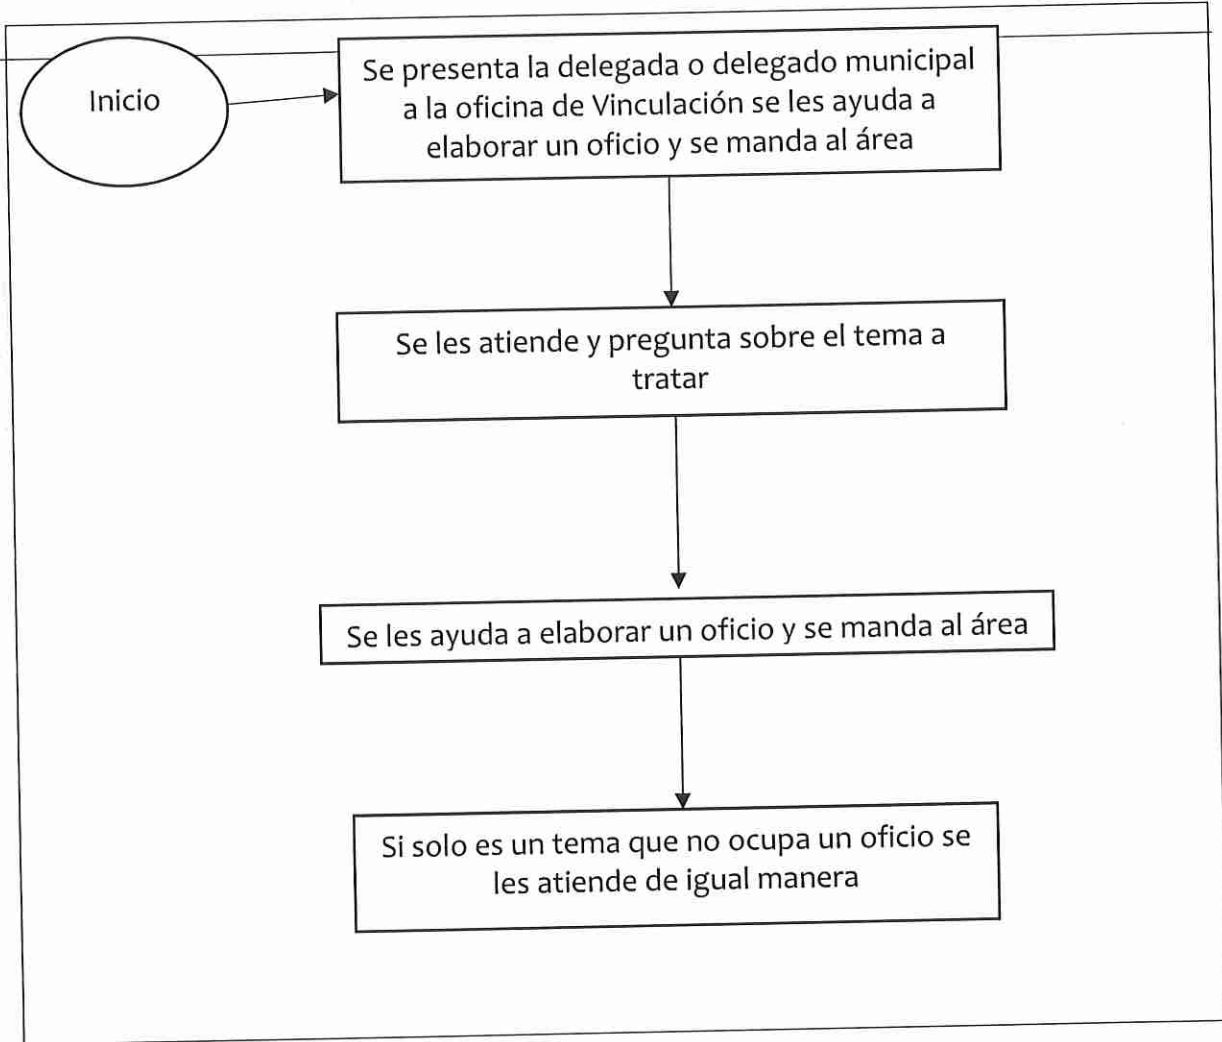 Inicio
Se presenta la delegada o delegado municipal
a la oficina de Vinculación se les ayuda a
elaborar un oficio y se manda al área
Se les atiende y pregunta sobre el tema a
tratar
Se les ayuda a elaborar un oficio y se manda al área
Si solo es un tema que no ocupa un oficio se
les atiende de igual manera